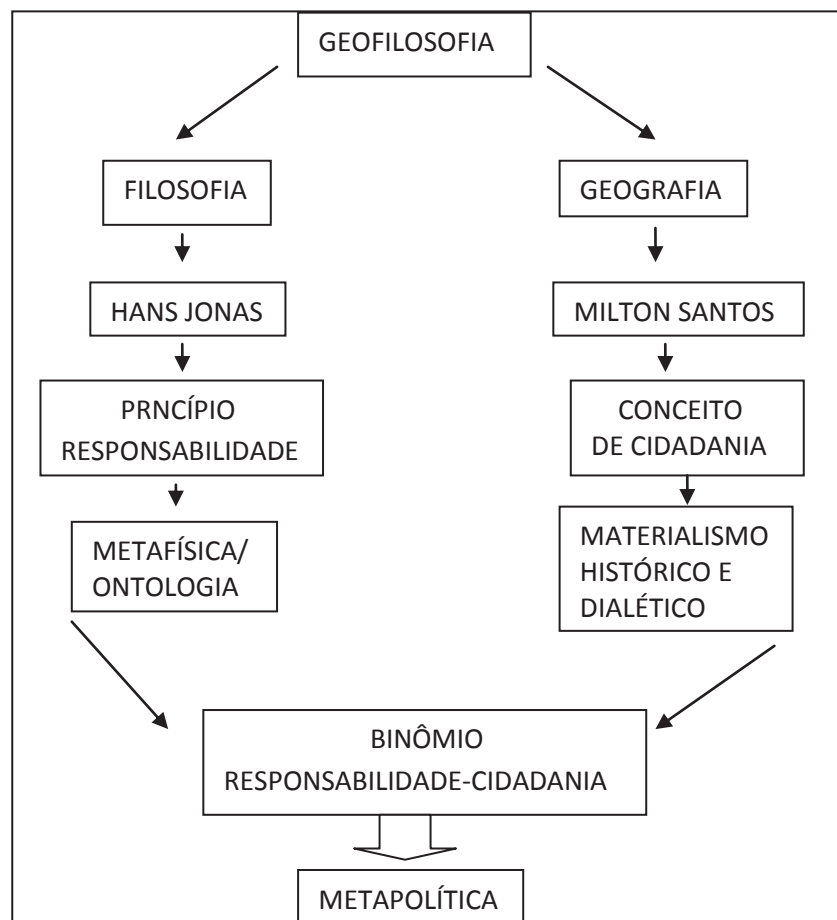 GEOFILOSOFIA
FILOSOFIA
GEOGRAFIA
HANS JONAS
MILTON SANTOS
PRNCÍPIO
RESPONSABILIDADE
CONCEITO
DE CIDADANIA
METAFÍSICA/
ONTOLOGIA
MATERIALISMO
HISTÓRICO E
DIALÉTICO
BINÔMIO
RESPONSABILIDADE-CIDADANIA
METAPOLÍTICA